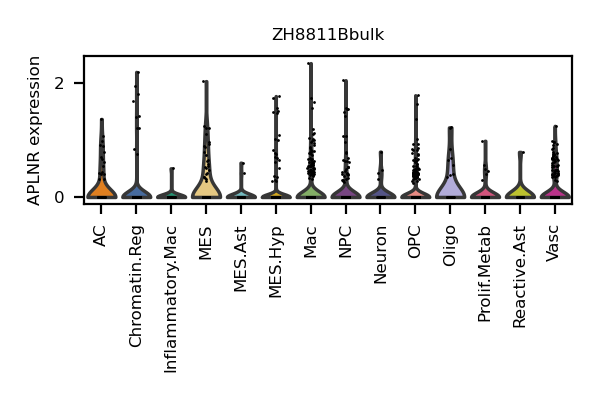 ZH8811Bbulk
APLNR expression
2
0
AC
Chromatin.Reg
Inflammatory.Mac
MES
MES.Ast
MES.Hyp
Mac
NPC
Neuron
OPC
Oligo
Prolif.Metab
Reactive.Ast
Vasc